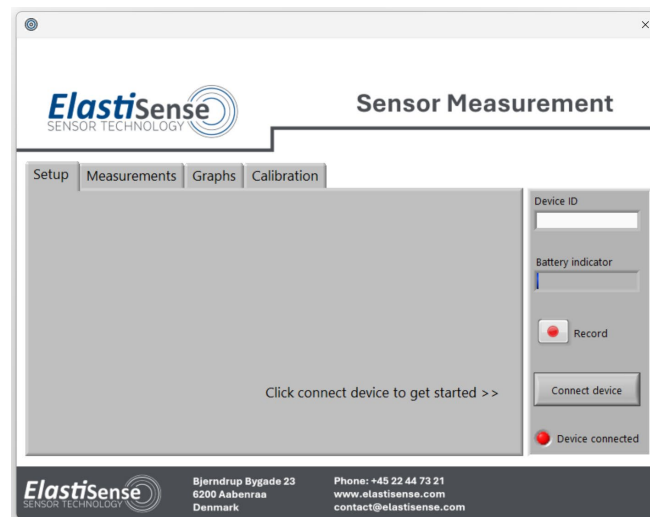 ElastiSense
SENSOR TECHNOLOGY
Sensor Measurement
Setup
Measurements
Graphs
Calibration
Click connect device to get started >>
Device ID
Battery indicator
Record
Connect device
Device connected
ElastiSense
SENSOR TECHNOLOGY
Bjerndrup Bygade 23
6200 Aabenraa
Denmark
Phone: +45 22 44 73 21
www.elastisense.com
contact@elastisense.com